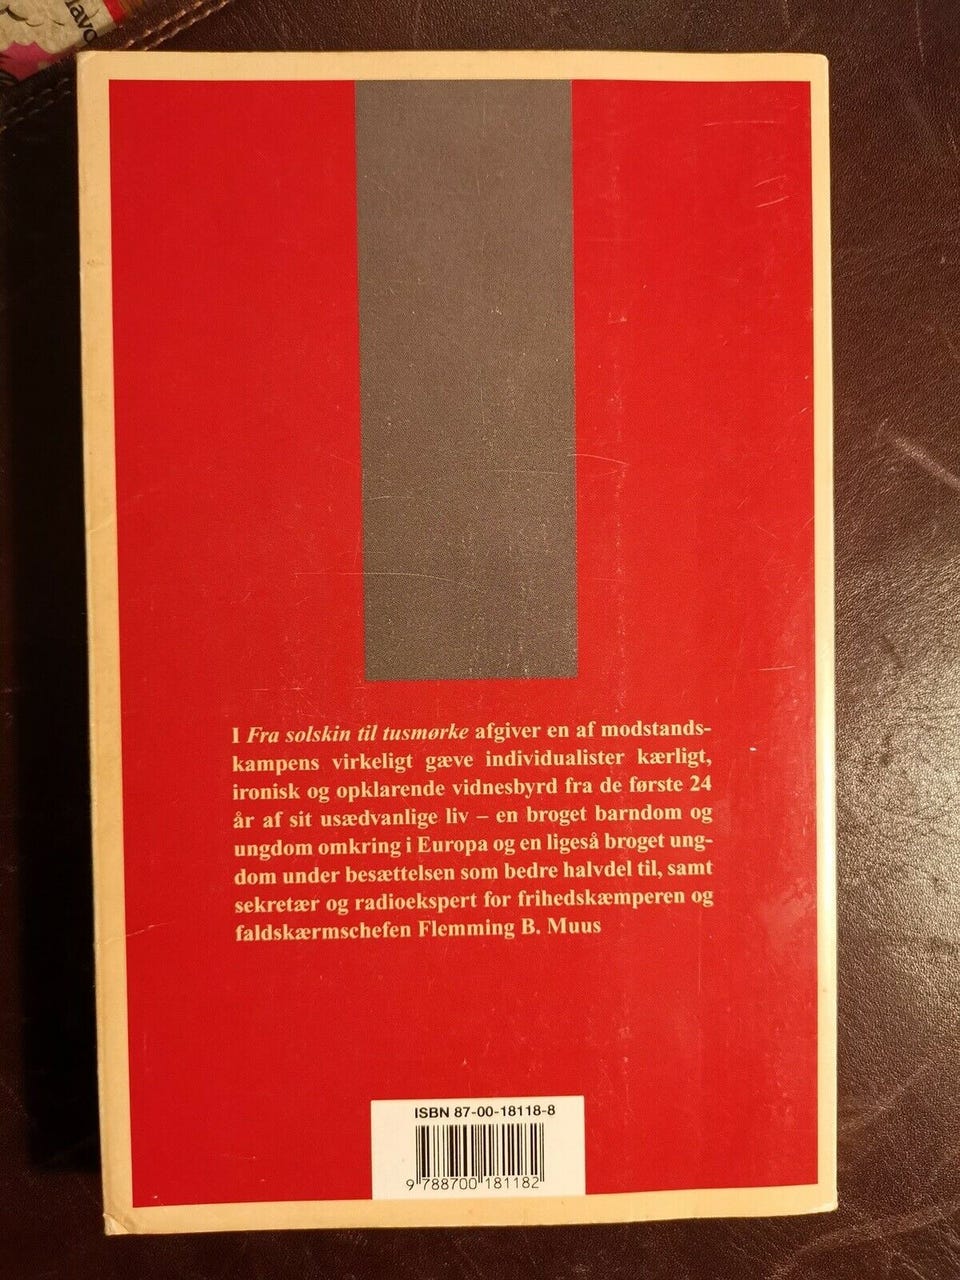 I Fra solskin til tusmørke afgiver en af modstands-
kampens virkeligt gæve individualister kærligt,
ironisk og opklarende vidnesbyrd fra de første 24
år af sit usædvanlige liv – en broget barndom og
ungdom omkring i Europa og en ligeså broget ung-
dom under besættelsen som bedre halvdel til, samt
sekretær og radioekspert for frihedskæmperen og
faldskærmschefen Flemming B. Muus
ISBN 87-00-18118-8
9 788700 181182